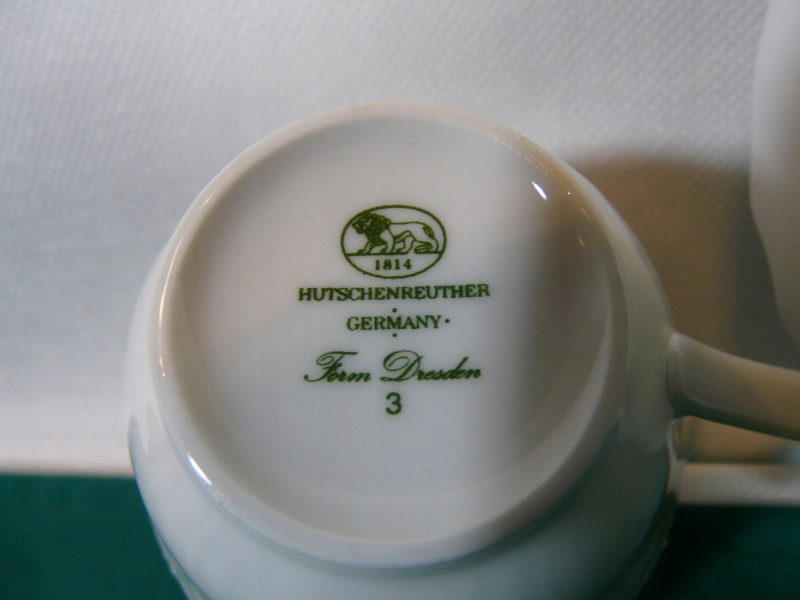 1814
HUTSCHENREUTHER
GERMANY
Form Dresden
3